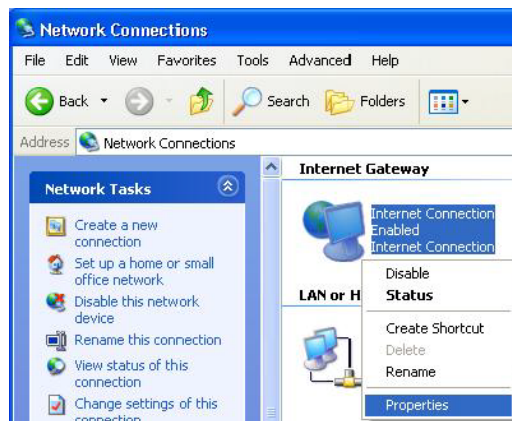 Network Connections
File Edit View Favorites Tools Advanced Help
Back Search Folders
Address Network Connections
Network Tasks
Create a new
connection
Set up a home or small
office network
Disable this network
device
Rename this connection
View status of this
connection
Change settings of this
connection
Internet Gateway
Internet Connection
Enabled
Internet Connection
LAN or H
Disable
Status
Create Shortcut
Delete
Rename
Properties